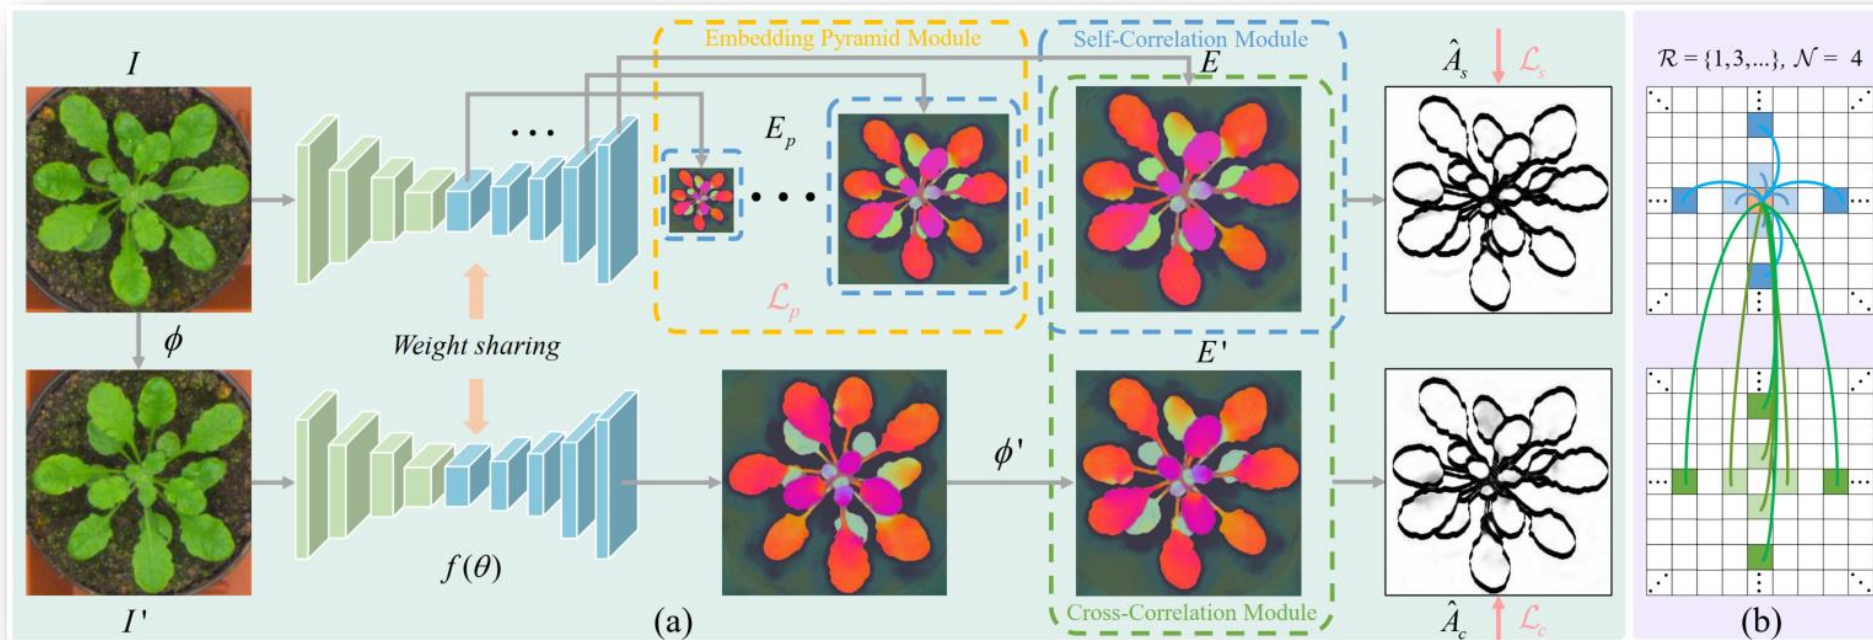 Embedding Pyramid Module
Self-Correlation Module
I
E
Â_s
ℒ_s
ℛ = {1,3,...}, 𝒩 = 4
...
E_p
...
ℒ_p
ϕ
Weight sharing
E'
ϕ'
f(θ)
I'
(a)
Cross-Correlation Module
Â_c
ℒ_c
(b)